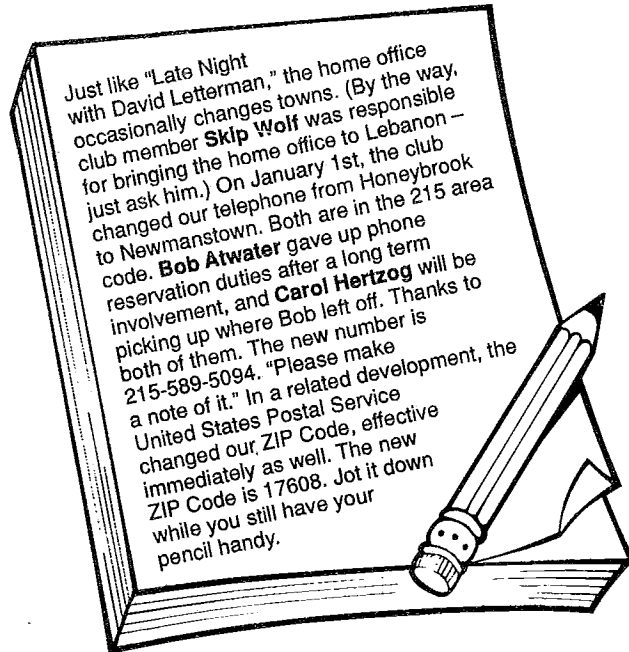 Just like "Late Night
with David Letterman," the home office
occasionally changes towns. (By the way,
club member Skip Wolf was responsible
for bringing the home office to Lebanon –
just ask him.) On January 1st, the club
changed our telephone from Honeybrook
to Newmanstown. Both are in the 215 area
code. Bob Atwater gave up phone
reservation duties after a long term
involvement, and Carol Hertzog will be
picking up where Bob left off. Thanks to
both of them. The new number is
215-589-5094. "Please make
a note of it." In a related development, the
United States Postal Service
changed our ZIP Code, effective
immediately as well. The new
ZIP Code is 17608. Jot it down
while you still have your
pencil handy.